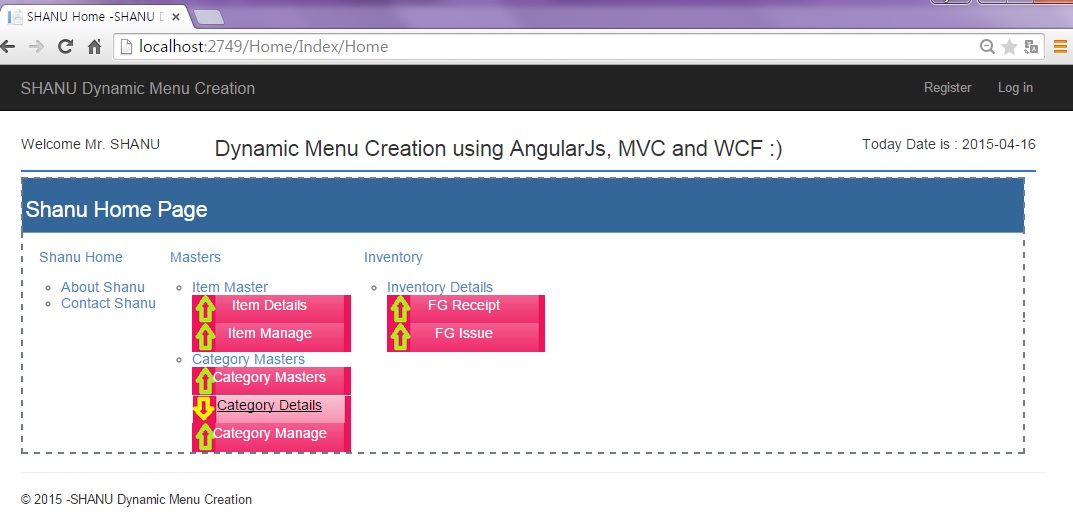 SHANU Home -SHANU D
localhost:2749/Home/Index/Home
SHANU Dynamic Menu Creation
Register
Log in
Welcome Mr. SHANU
Dynamic Menu Creation using AngularJs, MVC and WCF :)
Today Date is : 2015-04-16
Shanu Home Page
Shanu Home
About Shanu
Contact Shanu
Masters
Item Master
Item Details
Item Manage
Category Masters
Category Masters
Category Details
Category Manage
Inventory
Inventory Details
FG Receipt
FG Issue
© 2015 -SHANU Dynamic Menu Creation